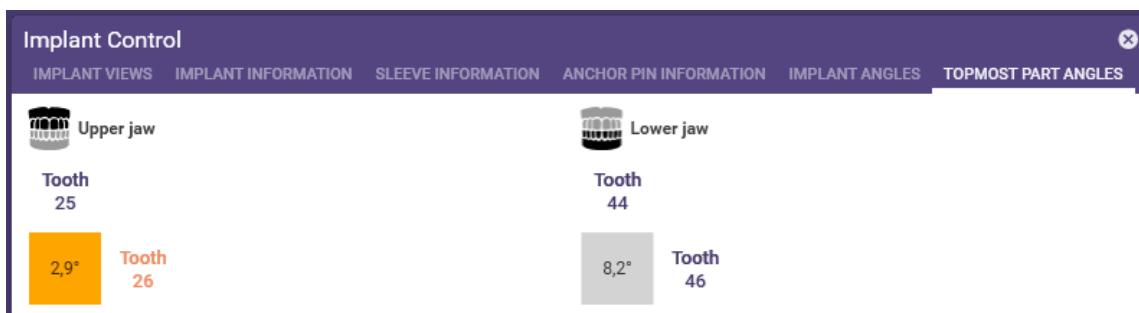 Implant Control
IMPLANT VIEWS IMPLANT INFORMATION SLEEVE INFORMATION ANCHOR PIN INFORMATION IMPLANT ANGLES TOPMOST PART ANGLES
Upper jaw
Tooth
25
2,9°
Tooth
26
Lower jaw
Tooth
44
8,2°
Tooth
46